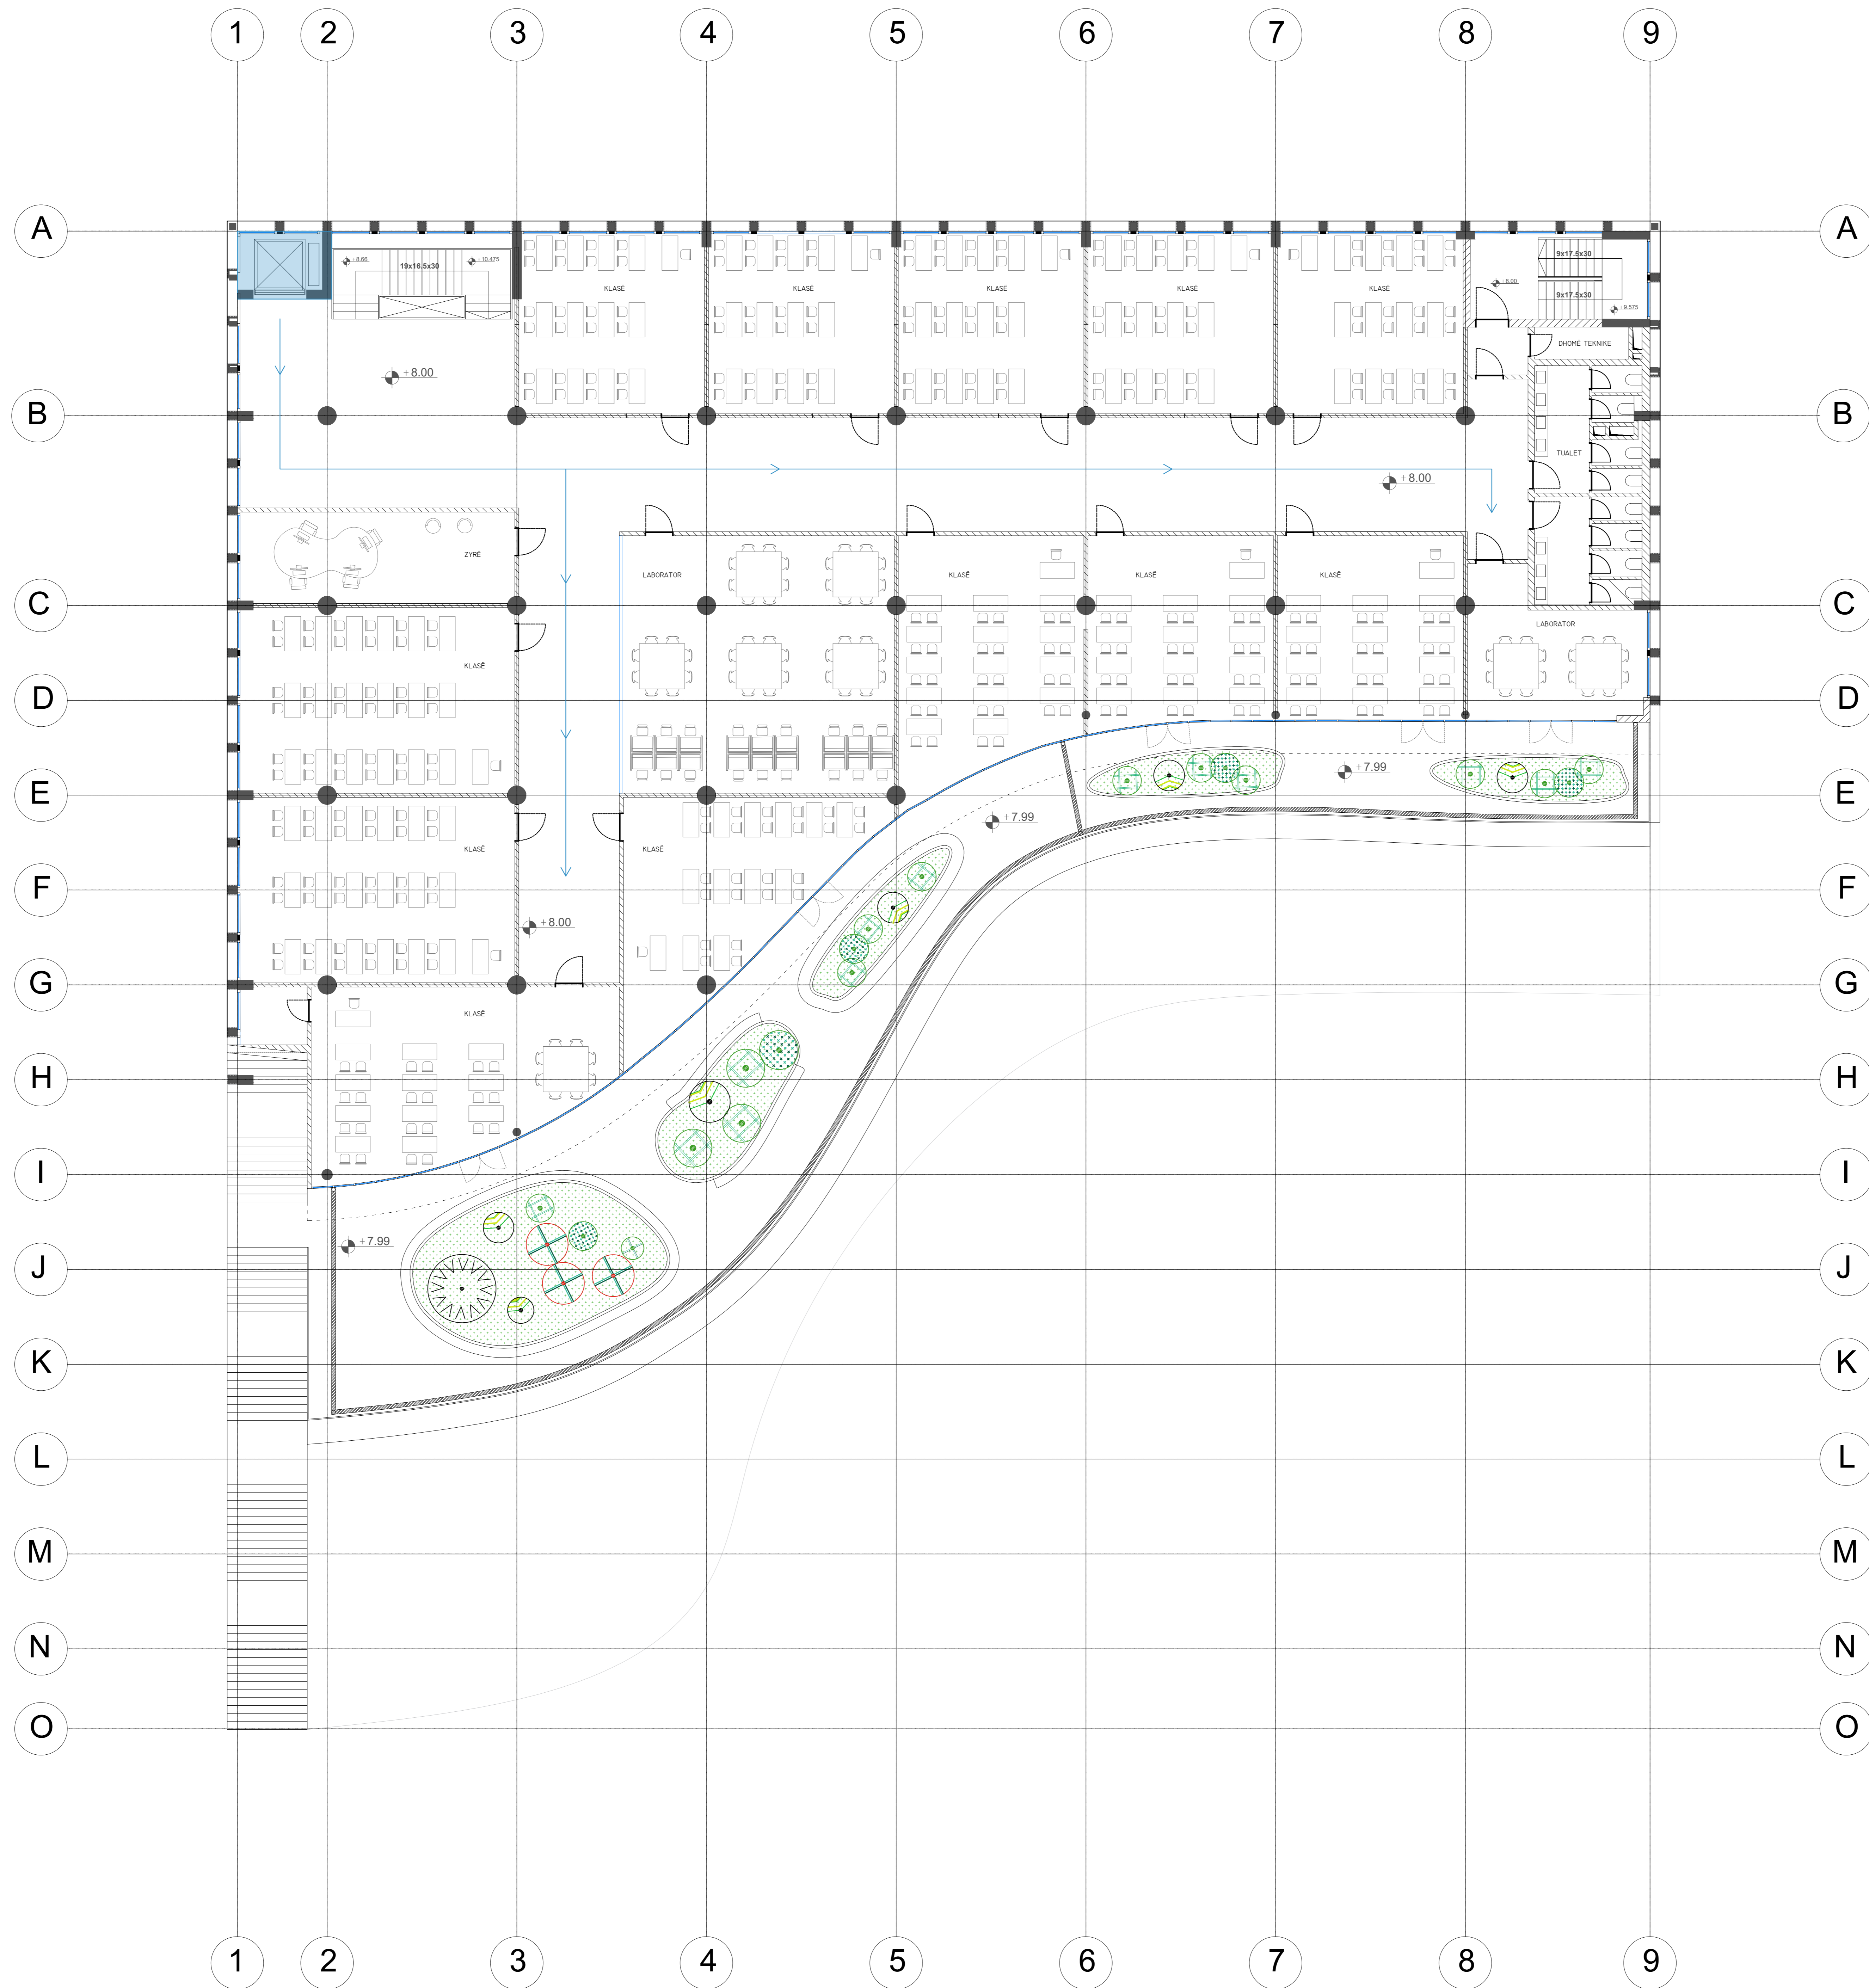 1 2 3 4 5 6 7 8 9
A A
+8.66 19x16.5x30 +10.475
9x17.5x30
+8.00
9x17.5x30
+9.575
KLASË KLASË KLASË KLASË KLASË
DHOMË TEKNIKE
+8.00
B B
TUALET
+8.00
ZYRË
LABORATOR KLASË KLASË KLASË
C C
LABORATOR
KLASË
D D
+7.99
E E
+7.99
KLASË KLASË
F F
+8.00
G G
KLASË
H H
I I
+7.99
J J
K K
L L
M M
N N
O O
1 2 3 4 5 6 7 8 9